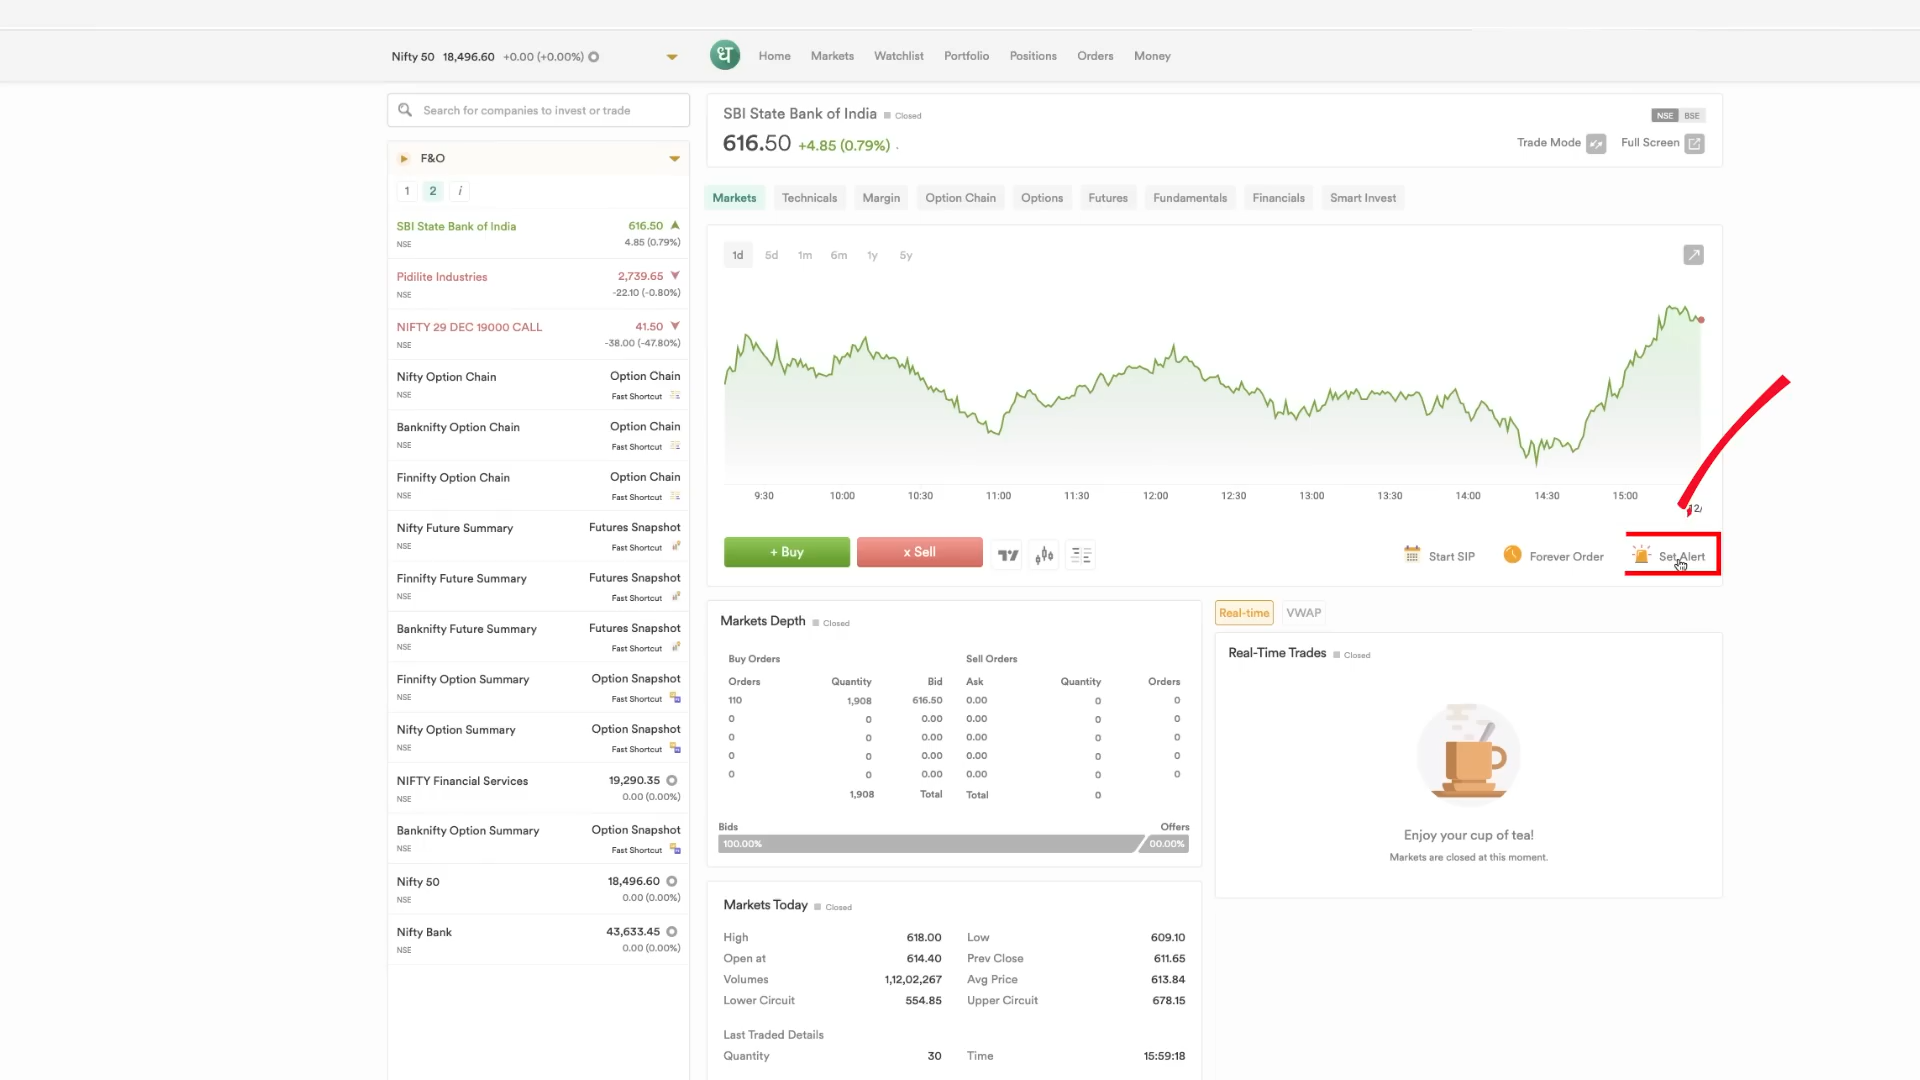 Nifty 50 18,496.60 +0.00 (+0.00%)
ध Home Markets Watchlist Portfolio Positions Orders Money
Search for companies to invest or trade
F&O
1 2 i
SBI State Bank of India 616.50
NSE 4.85 (0.79%)
Pidilite Industries 2,739.65
NSE -22.10 (-0.80%)
NIFTY 29 DEC 19000 CALL 41.50
NSE -38.00 (-47.80%)
Nifty Option Chain Option Chain
NSE Fast Shortcut
Banknifty Option Chain Option Chain
NSE Fast Shortcut
Finnifty Option Chain Option Chain
NSE Fast Shortcut
Nifty Future Summary Futures Snapshot
NSE Fast Shortcut
Finnifty Future Summary Futures Snapshot
NSE Fast Shortcut
Banknifty Future Summary Futures Snapshot
NSE Fast Shortcut
Finnifty Option Summary Option Snapshot
NSE Fast Shortcut
Nifty Option Summary Option Snapshot
NSE Fast Shortcut
NIFTY Financial Services 19,290.35
NSE 0.00 (0.00%)
Banknifty Option Summary Option Snapshot
NSE Fast Shortcut
Nifty 50 18,496.60
NSE 0.00 (0.00%)
Nifty Bank 43,633.45
NSE 0.00 (0.00%)
SBI State Bank of India Closed
NSE BSE
616.50 +4.85 (0.79%)
Trade Mode Full Screen
Markets Technicals Margin Option Chain Options Futures Fundamentals Financials Smart Invest
1d 5d 1m 6m 1y 5y
9:30 10:00 10:30 11:00 11:30 12:00 12:30 13:00 13:30 14:00 14:30 15:00
12/
+ Buy x Sell Start SIP Forever Order Set Alert
Markets Depth Closed
Buy Orders Sell Orders
Orders Quantity Bid Ask Quantity Orders
110 1,908 616.50 0.00 0 0
0 0 0.00 0.00 0 0
0 0 0.00 0.00 0 0
0 0 0.00 0.00 0 0
0 0 0.00 0.00 0 0
1,908 Total Total 0
Bids Offers
100.00% 00.00%
Real-time VWAP
Real-Time Trades Closed
Enjoy your cup of tea!
Markets are closed at this moment.
Markets Today Closed
High 618.00 Low 609.10
Open at 614.40 Prev Close 611.65
Volumes 1,12,02,267 Avg Price 613.84
Lower Circuit 554.85 Upper Circuit 678.15
Last Traded Details
Quantity 30 Time 15:59:18